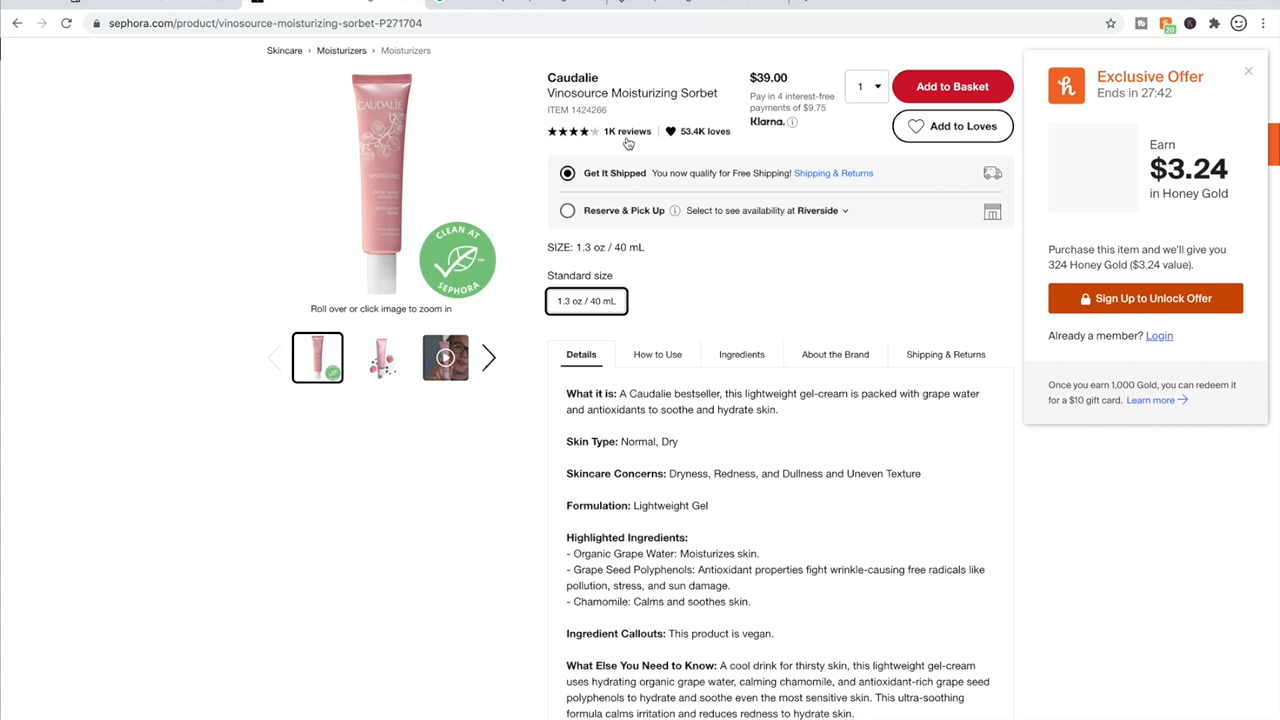 sephora.com/product/vinosource-moisturizing-sorbet-P271704
20
Skincare > Moisturizers > Moisturizers
CAUDALIE
VINOSOURCE
CLEAN AT
SEPHORA
Roll over or click image to zoom in
Caudalie
Vinosource Moisturizing Sorbet
ITEM 1424266
1K reviews | 53.4K loves
$39.00
Pay in 4 interest-free
payments of $9.75
Klarna.
1
Add to Basket
Add to Loves
Get It Shipped You now qualify for Free Shipping! Shipping & Returns
Reserve & Pick Up Select to see availability at Riverside
SIZE: 1.3 oz / 40 mL
Standard size
1.3 oz / 40 mL
Details How to Use Ingredients About the Brand Shipping & Returns
What it is: A Caudalie bestseller, this lightweight gel-cream is packed with grape water
and antioxidants to soothe and hydrate skin.
Skin Type: Normal, Dry
Skincare Concerns: Dryness, Redness, and Dullness and Uneven Texture
Formulation: Lightweight Gel
Highlighted Ingredients:
- Organic Grape Water: Moisturizes skin.
- Grape Seed Polyphenols: Antioxidant properties fight wrinkle-causing free radicals like
pollution, stress, and sun damage.
- Chamomile: Calms and soothes skin.
Ingredient Callouts: This product is vegan.
What Else You Need to Know: A cool drink for thirsty skin, this lightweight gel-cream
uses hydrating organic grape water, calming chamomile, and antioxidant-rich grape seed
polyphenols to hydrate and soothe even the most sensitive skin. This ultra-soothing
formula calms irritation and reduces redness to hydrate skin.
h
Exclusive Offer
Ends in 27:42
Earn
$3.24
in Honey Gold
Purchase this item and we'll give you
324 Honey Gold ($3.24 value).
Sign Up to Unlock Offer
Already a member? Login
Once you earn 1,000 Gold, you can redeem it
for a $10 gift card. Learn more